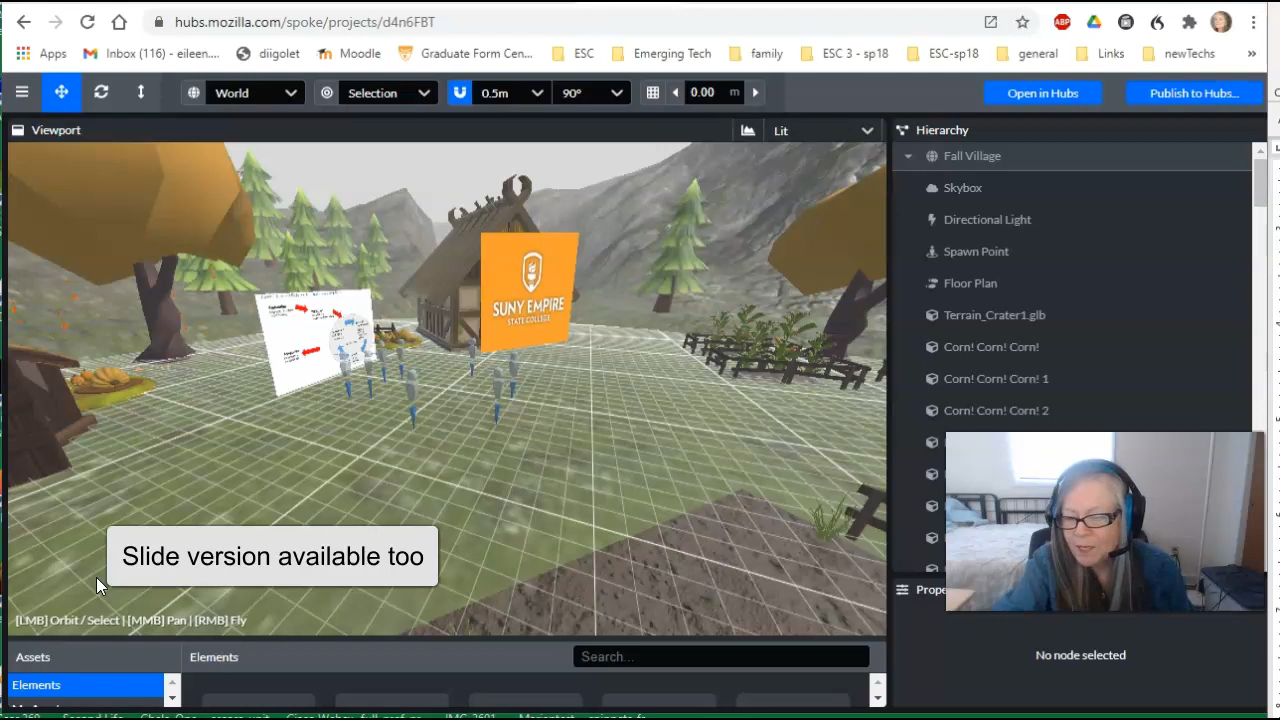 hubs.mozilla.com/spoke/projects/d4n6FBT
ABP
Apps
Inbox (116) - eileen....
diigolet
Moodle
Graduate Form Cen...
ESC
Emerging Tech
family
ESC 3 - sp18
ESC-sp18
general
Links
newTechs
»
World
Selection
0.5m
90°
0.00 m
Open in Hubs
Publish to Hubs...
Viewport
Lit
Hierarchy
Fall Village
Skybox
Directional Light
Spawn Point
Floor Plan
Terrain_Crater1.glb
Corn! Corn! Corn!
Corn! Corn! Corn! 1
Corn! Corn! Corn! 2
SUNY EMPIRE
STATE COLLEGE
Slide version available too
[LMB] Orbit / Select | [MMB] Pan | [RMB] Fly
Prope
No node selected
Assets
Elements
Search...
Elements